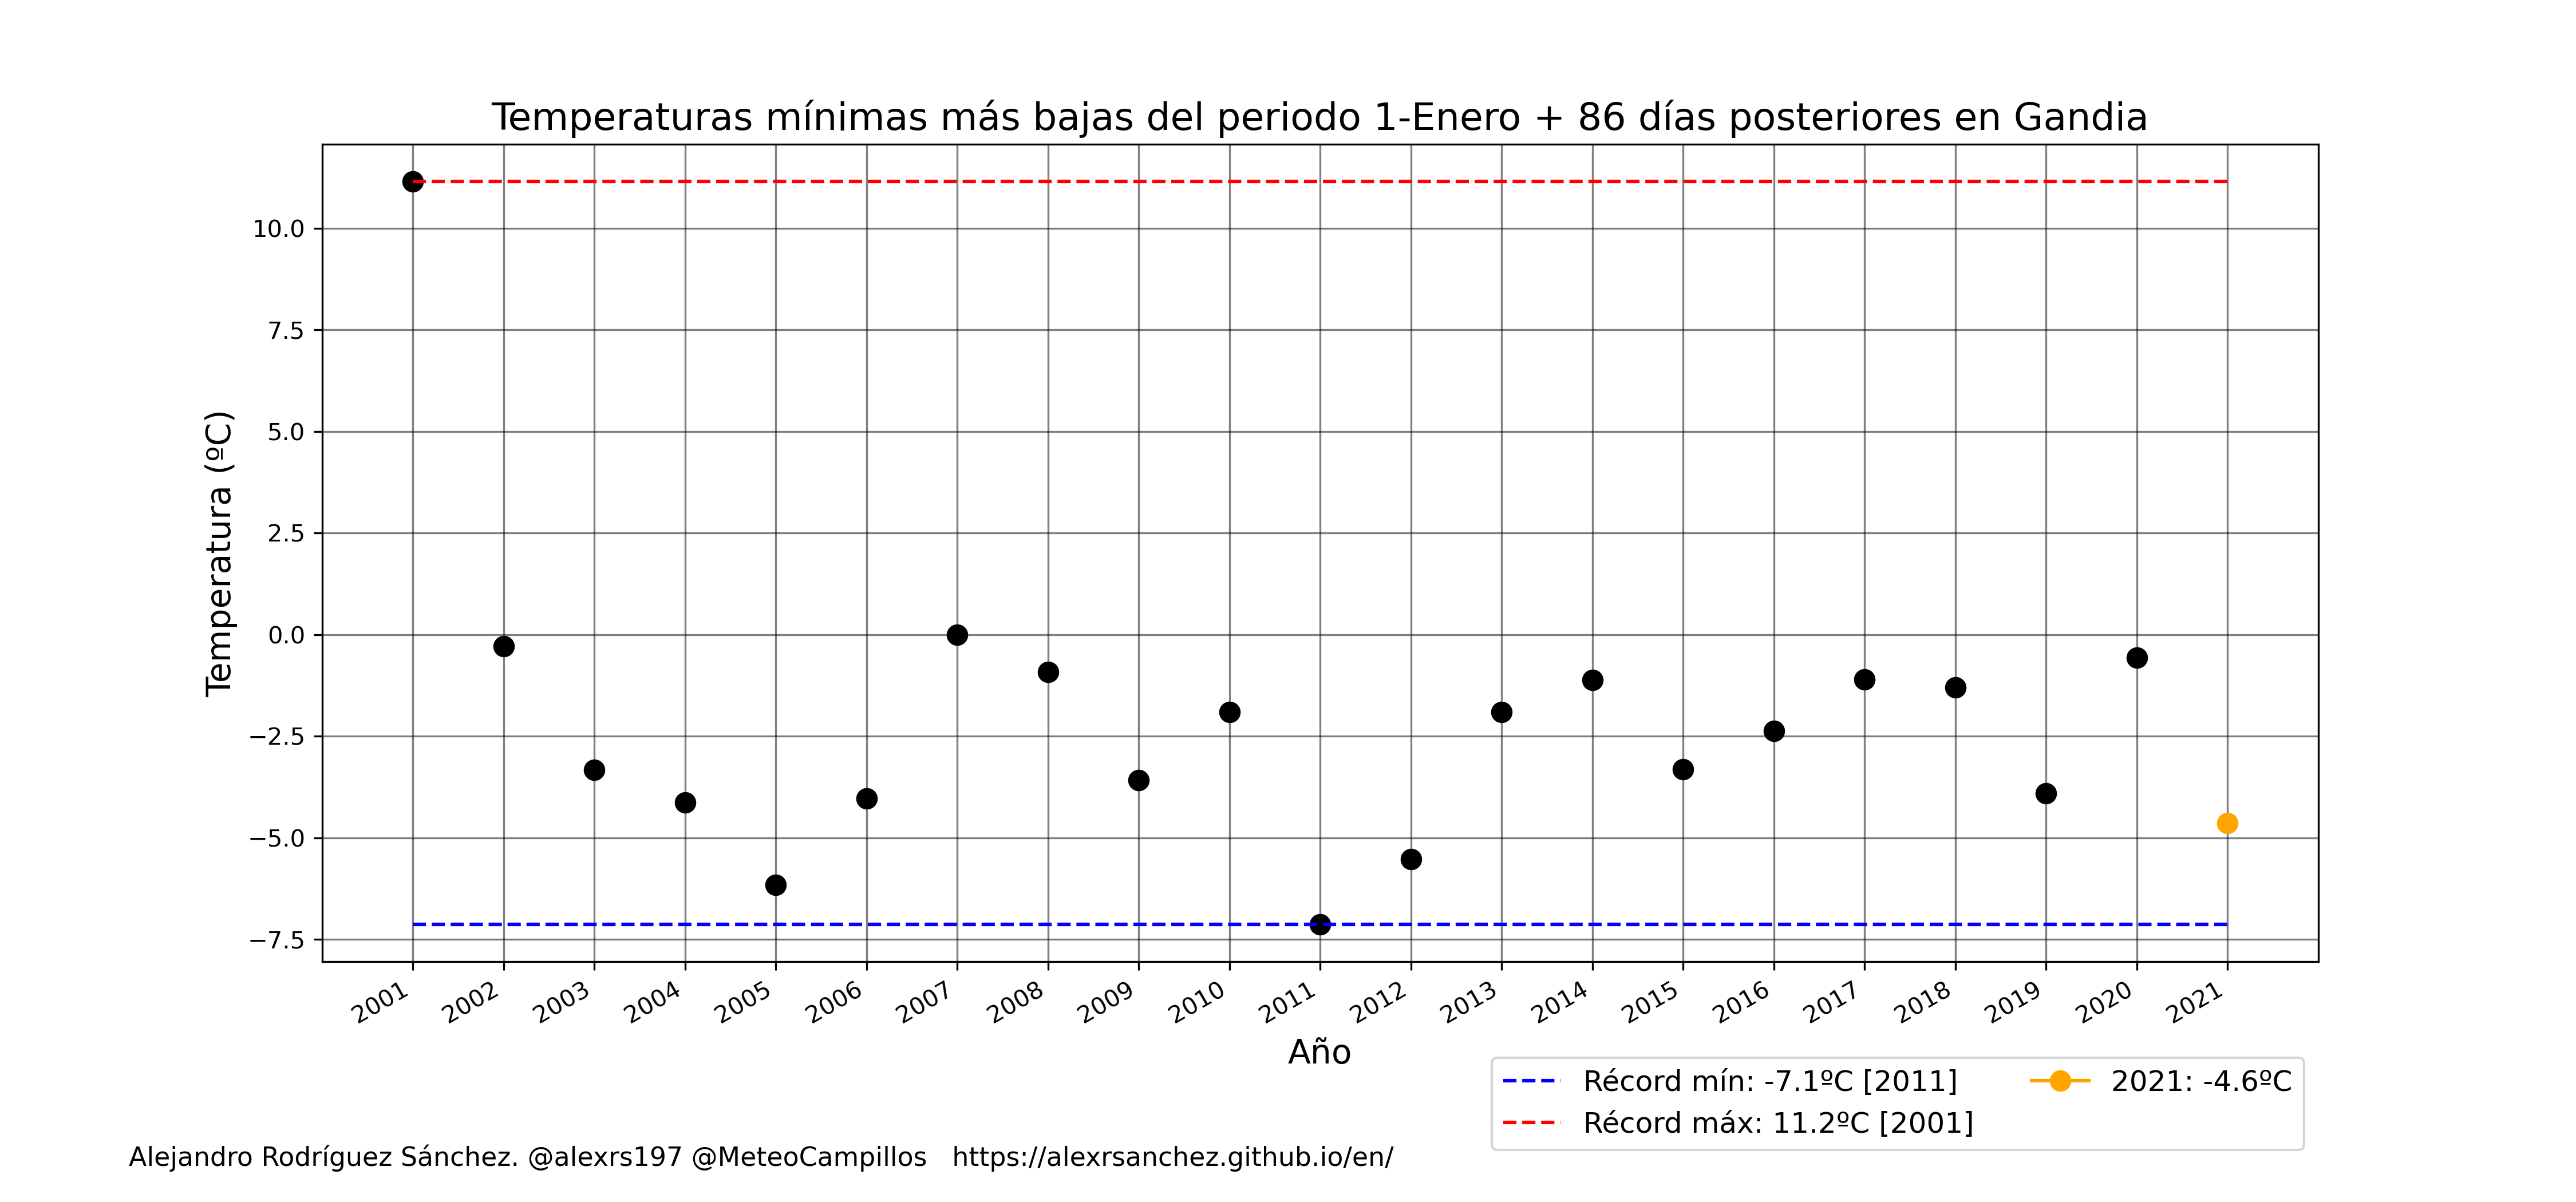 Temperaturas mínimas más bajas del periodo 1-Enero + 86 días posteriores en Gandia
Temperatura (ºC)
10.0
7.5
5.0
2.5
0.0
−2.5
−5.0
−7.5
2001 2002 2003 2004 2005 2006 2007 2008 2009 2010 2011 2012 2013 2014 2015 2016 2017 2018 2019 2020 2021
Año
Récord mín: -7.1ºC [2011]
Récord máx: 11.2ºC [2001]
2021: -4.6ºC
Alejandro Rodríguez Sánchez. @alexrs197 @MeteoCampillos https://alexrsanchez.github.io/en/